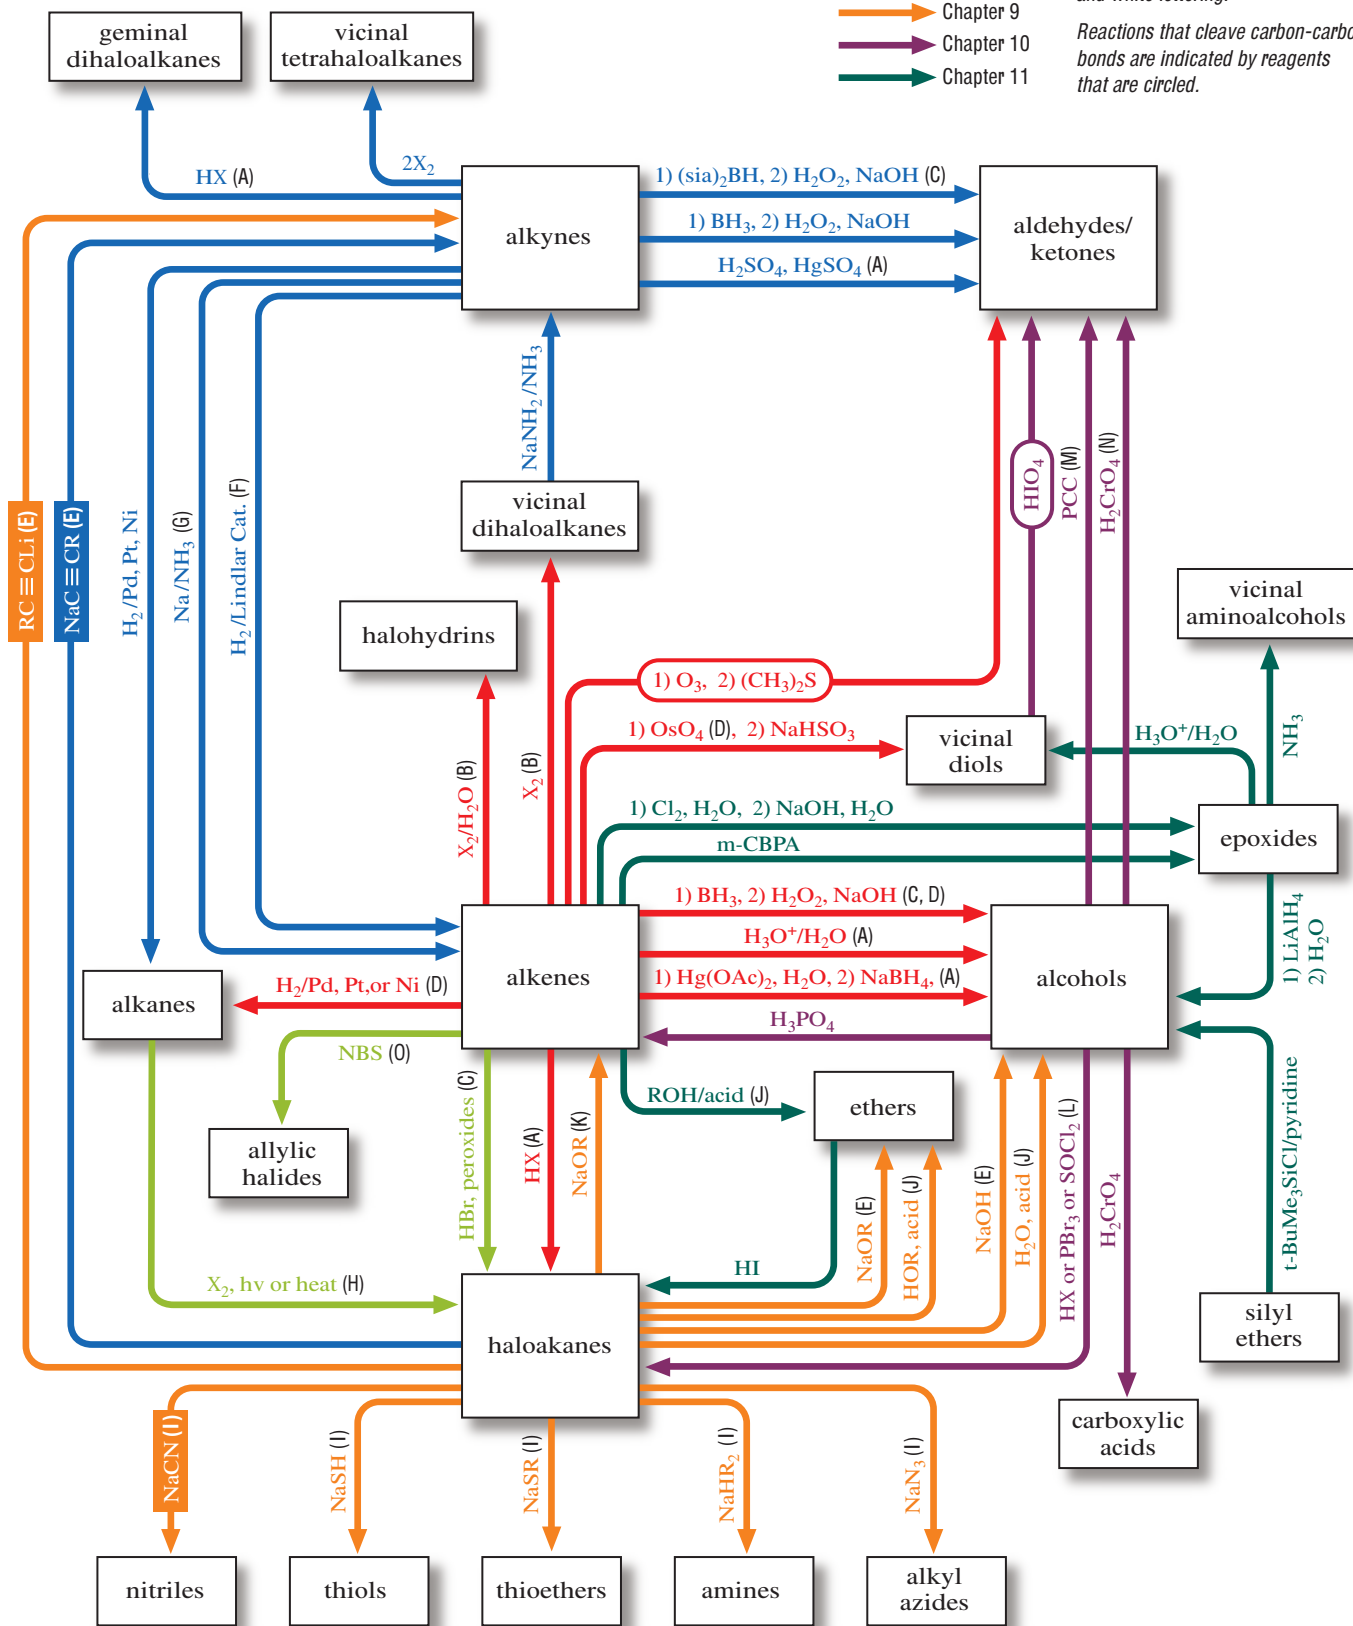 and white lettering.
Chapter 9
Chapter 10
Chapter 11
Reactions that cleave carbon-carbo
bonds are indicated by reagents
that are circled.
geminal
dihaloalkanes
vicinal
tetrahaloalkanes
HX (A)
2X₂
alkynes
1) (sia)₂BH, 2) H₂O₂, NaOH (C)
1) BH₃, 2) H₂O₂, NaOH
H₂SO₄, HgSO₄ (A)
aldehydes/
ketones
NaNH₂/NH₃
RC≡CLi (E)
NaC≡CR (E)
H₂/Pd, Pt, Ni
Na/NH₃ (G)
H₂/Lindlar Cat. (F)
vicinal
dihaloalkanes
HIO₄
PCC (M)
H₂CrO₄ (N)
halohydrins
vicinal
aminoalcohols
1) O₃, 2) (CH₃)₂S
1) OsO₄ (D), 2) NaHSO₃
vicinal
diols
H₃O⁺/H₂O
NH₃
X₂/H₂O (B)
X₂ (B)
1) Cl₂, H₂O, 2) NaOH, H₂O
m-CBPA
epoxides
alkenes
1) BH₃, 2) H₂O₂, NaOH (C, D)
H₃O⁺/H₂O (A)
1) Hg(OAc)₂, H₂O, 2) NaBH₄, (A)
H₃PO₄
alcohols
1) LiAlH₄
2) H₂O
alkanes
H₂/Pd, Pt,or Ni (D)
NBS (O)
allylic
halides
HBr, peroxides (C)
HX (A)
NaOR (K)
ROH/acid (J)
ethers
HI
NaOR (E)
HOR, acid (J)
NaOH (E)
H₂O, acid (J)
HX or PBr₃ or SOCl₂ (L)
H₂CrO₄
t-BuMe₃SiCl/pyridine
X₂, hv or heat (H)
haloakanes
silyl
ethers
carboxylic
acids
NaCN (I)
NaSH (I)
NaSR (I)
NaHR₂ (I)
NaN₃ (I)
nitriles
thiols
thioethers
amines
alkyl
azides